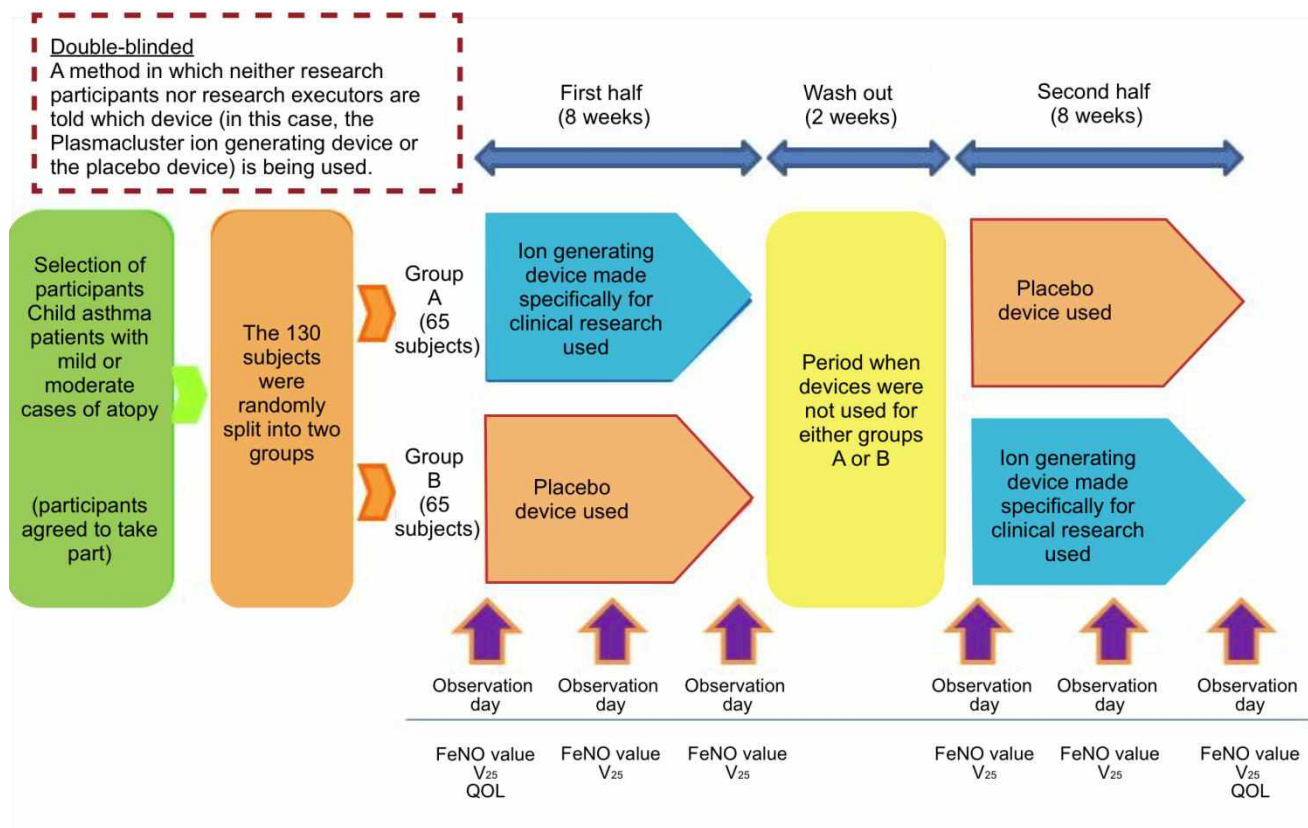 Double-blinded
A method in which neither research
participants nor research executors are
told which device (in this case, the
Plasmacluster ion generating device or
the placebo device) is being used.
First half
(8 weeks)
Wash out
(2 weeks)
Second half
(8 weeks)
Selection of
participants
Child asthma
patients with
mild or
moderate
cases of atopy
(participants
agreed to take
part)
The 130
subjects
were
randomly
split into two
groups
Group
A
(65
subjects)
Ion generating
device made
specifically for
clinical research
used
Group
B
(65
subjects)
Placebo
device used
Period when
devices were
not used for
either groups
A or B
Placebo
device used
Ion generating
device made
specifically for
clinical research
used
Observation
day
Observation
day
Observation
day
Observation
day
Observation
day
Observation
day
FeNO value
V25
QOL
FeNO value
V25
FeNO value
V25
FeNO value
V25
FeNO value
V25
FeNO value
V25
QOL